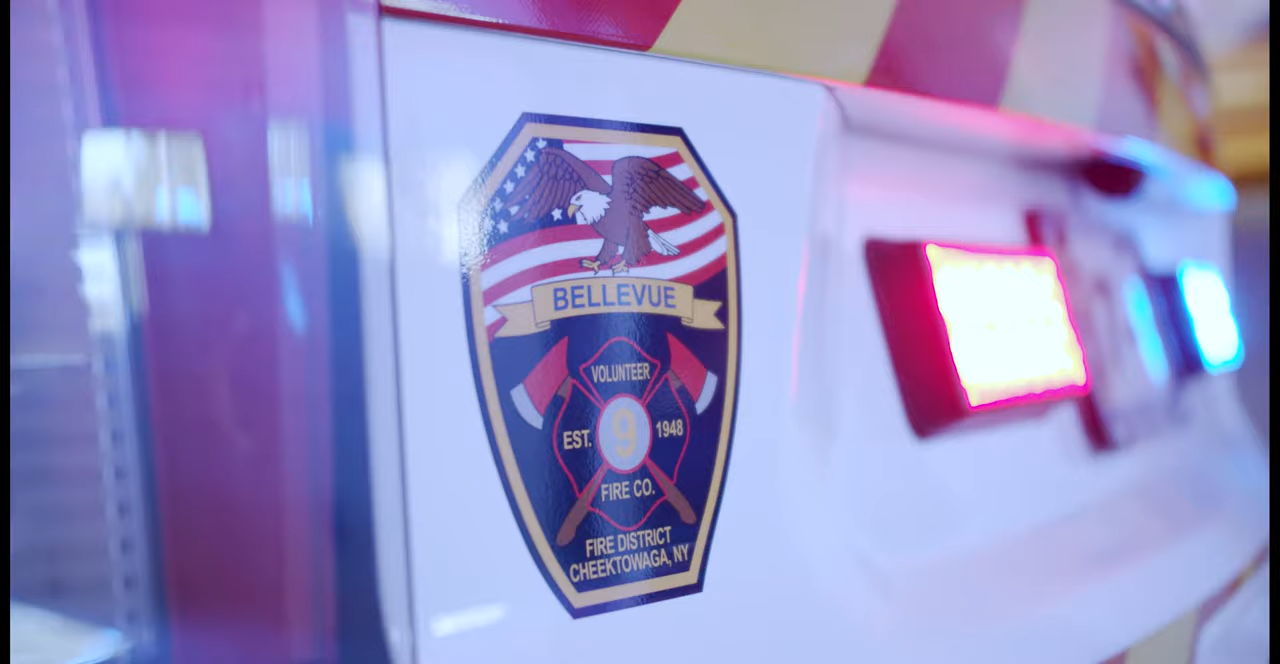 BELLEVUE
VOLUNTEER
EST. 9 1948
FIRE CO.
FIRE DISTRICT
CHEEKTOWAGA, NY